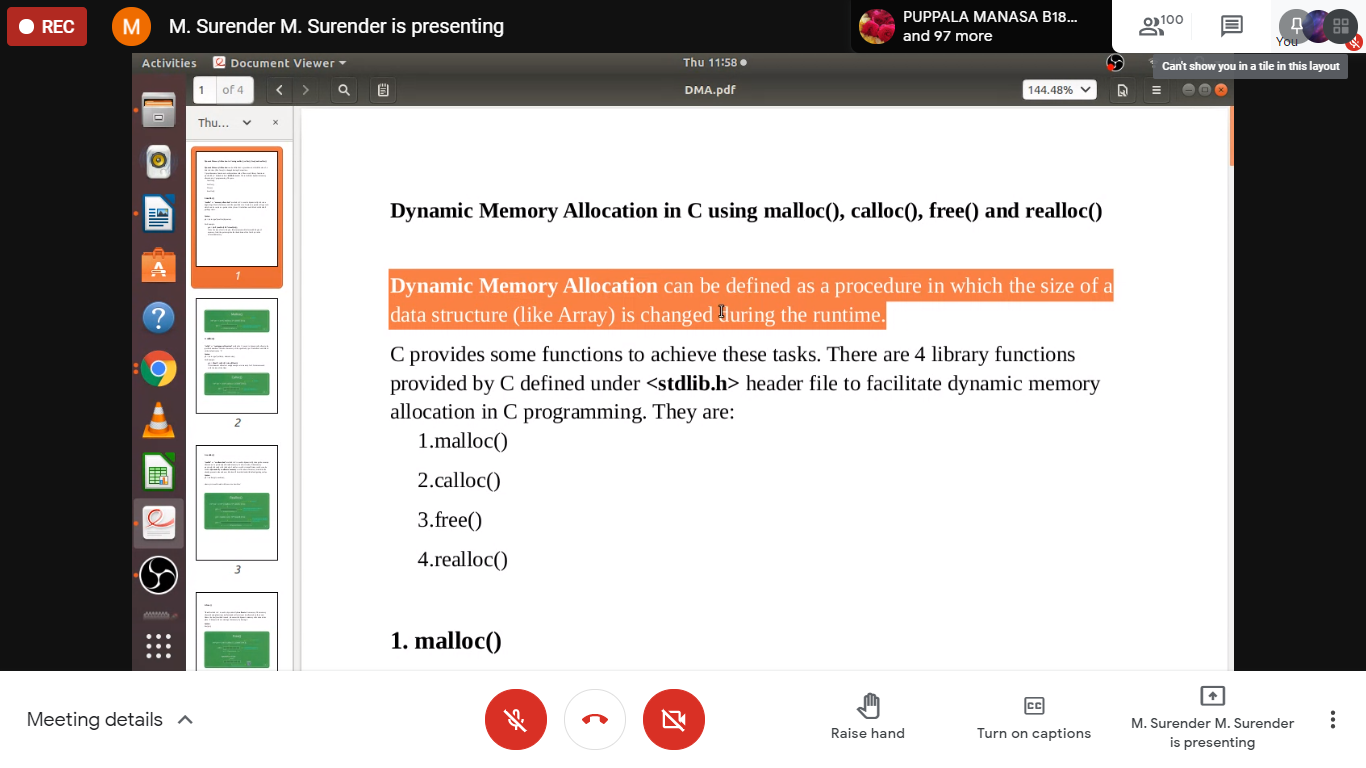 REC
M
M. Surender M. Surender is presenting
PUPPALA MANASA B18...
and 97 more
100
You
Can't show you in a tile in this layout
Activities
Document Viewer
Thu 11:58
1 of 4
DMA.pdf
144.48%
Thu...
1
2
3
Dynamic Memory Allocation in C using malloc(), calloc(), free() and realloc()
Dynamic Memory Allocation can be defined as a procedure in which the size of a
data structure (like Array) is changed during the runtime.
C provides some functions to achieve these tasks. There are 4 library functions
provided by C defined under <stdlib.h> header file to facilitate dynamic memory
allocation in C programming. They are:
1.malloc()
2.calloc()
3.free()
4.realloc()
1. malloc()
Meeting details
Raise hand
CC
Turn on captions
M. Surender M. Surender
is presenting